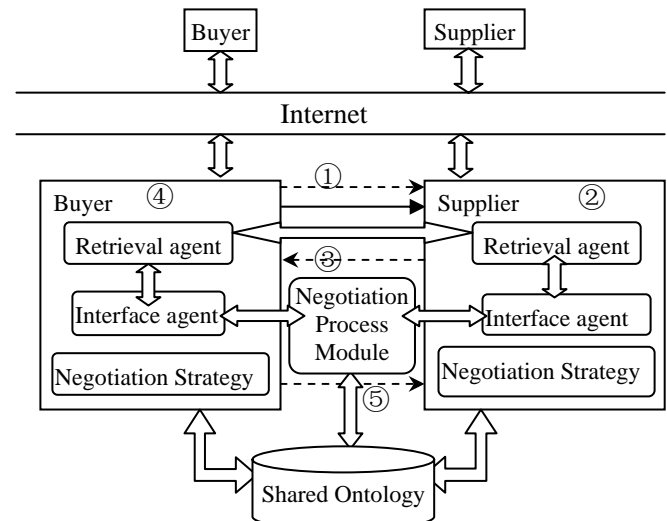 Buyer
Supplier
Internet
①
④
②
Buyer
Supplier
Retrieval agent
Retrieval agent
③
Negotiation
Process
Module
Interface agent
Interface agent
Negotiation Strategy
Negotiation Strategy
⑤
Shared Ontology